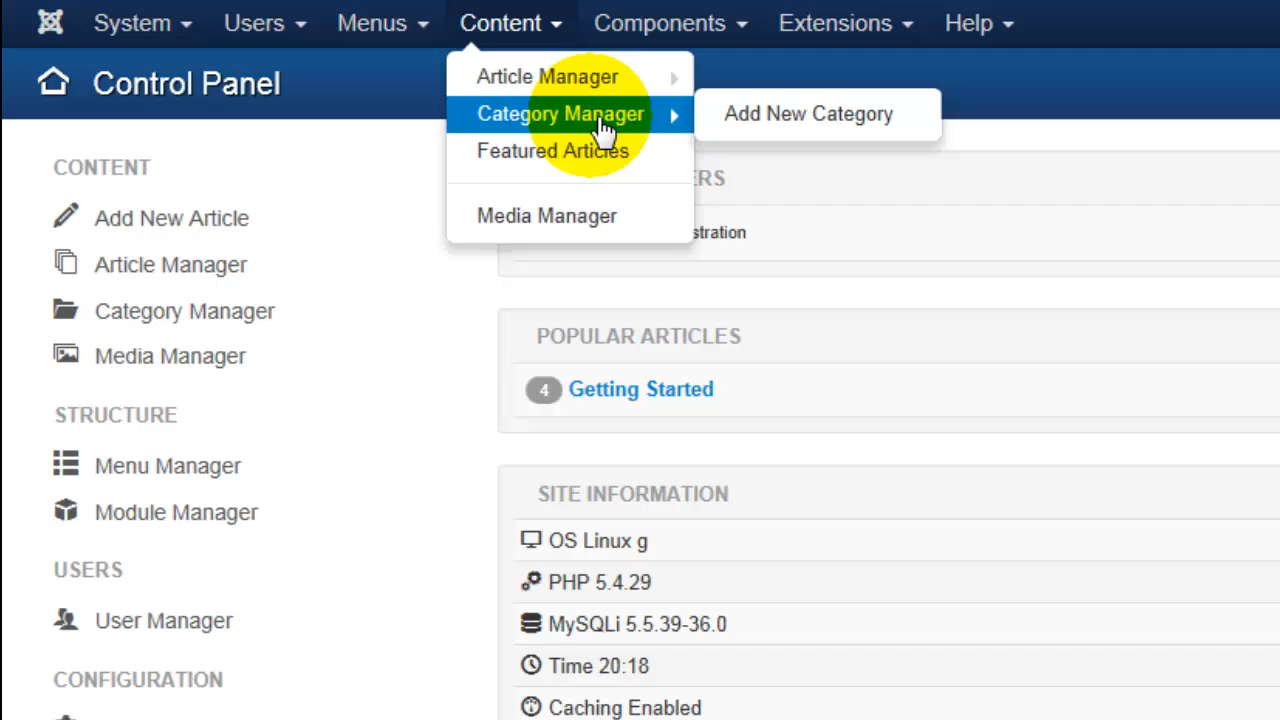 System Users Menus Content Components Extensions Help
Control Panel
Article Manager
Category Manager
Add New Category
Featured Articles
Media Manager
CONTENT
Add New Article
Article Manager
Category Manager
Media Manager
STRUCTURE
Menu Manager
Module Manager
USERS
User Manager
CONFIGURATION
POPULAR ARTICLES
4 Getting Started
SITE INFORMATION
OS Linux g
PHP 5.4.29
MySQLi 5.5.39-36.0
Time 20:18
Caching Enabled